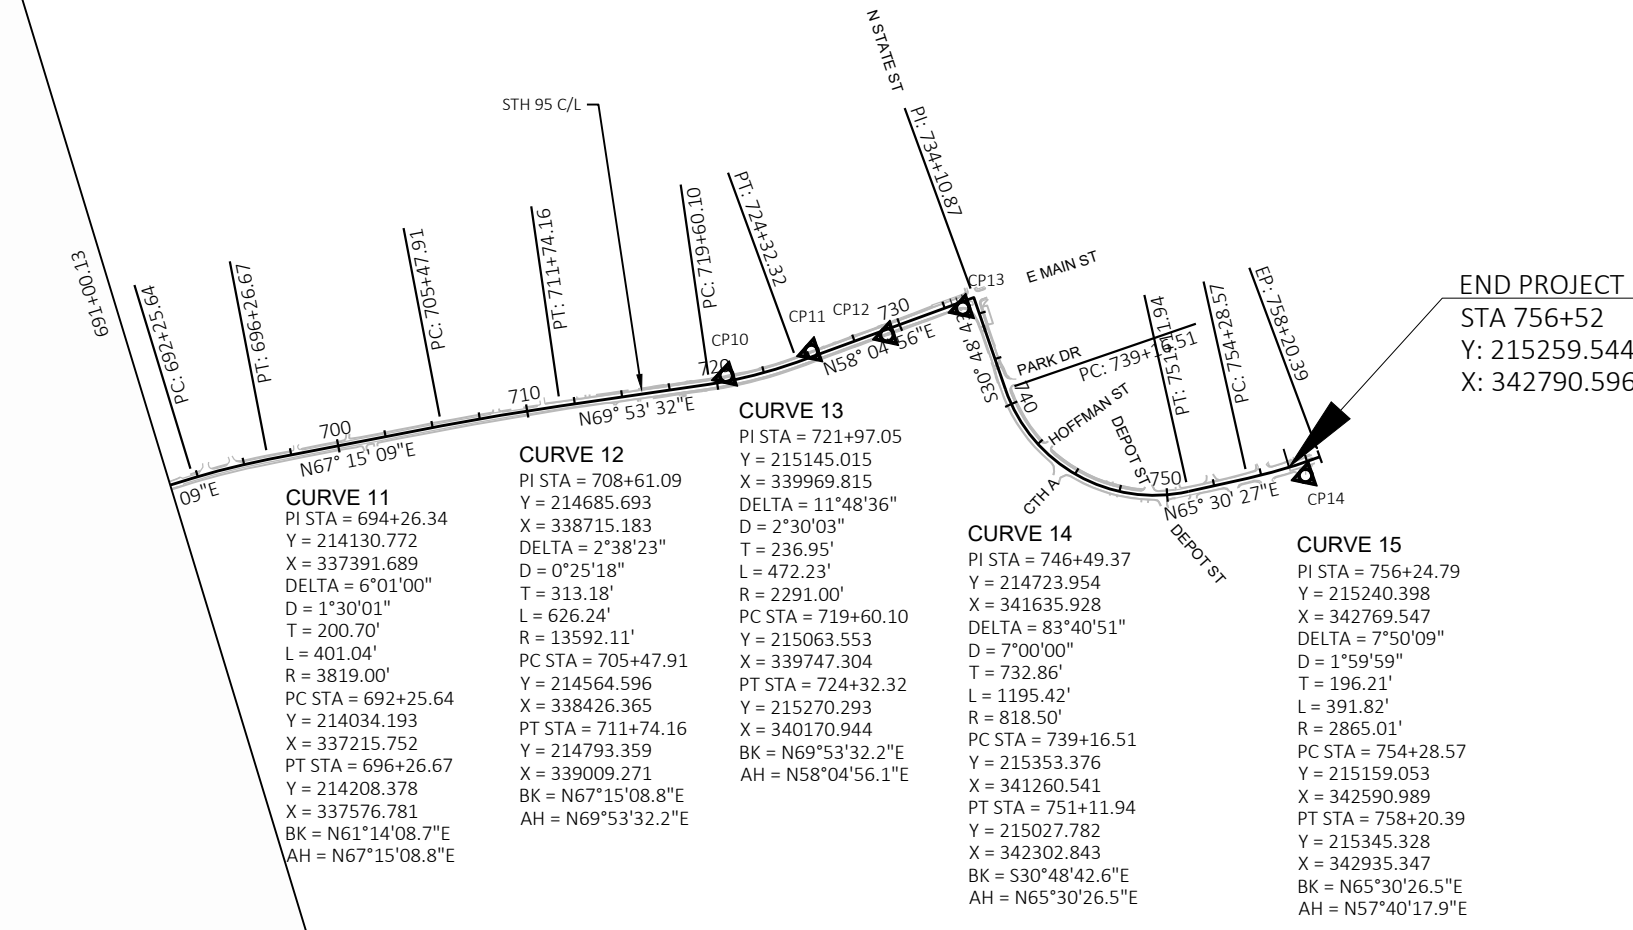 N STATE ST
PI: 734+10.87
STH 95 C/L
691+00.13
PC: 692+25.64
PT: 696+26.67
PC: 705+47.91
PT: 711+74.16
PC: 719+60.10
PT: 724+32.32
CP10
CP11
CP12
CP13
E MAIN ST
09"E
700
N67° 15' 09"E
710
N69° 53' 32"E
720
730
N58° 04' 56"E
S30° 48' 43"
PARK DR
PC: 739+16.51
740
HOFFMAN ST
DEPOT ST
CTH A
PT: 751+11.94
PC: 754+28.57
EP: 758+20.39
750
N65° 30' 27"E
DEPOT ST
CP14
END PROJECT
STA 756+52
Y: 215259.544
X: 342790.596
CURVE 11
PI STA = 694+26.34
Y = 214130.772
X = 337391.689
DELTA = 6°01'00"
D = 1°30'01"
T = 200.70'
L = 401.04'
R = 3819.00'
PC STA = 692+25.64
Y = 214034.193
X = 337215.752
PT STA = 696+26.67
Y = 214208.378
X = 337576.781
BK = N61°14'08.7"E
AH = N67°15'08.8"E
CURVE 12
PI STA = 708+61.09
Y = 214685.693
X = 338715.183
DELTA = 2°38'23"
D = 0°25'18"
T = 313.18'
L = 626.24'
R = 13592.11'
PC STA = 705+47.91
Y = 214564.596
X = 338426.365
PT STA = 711+74.16
Y = 214793.359
X = 339009.271
BK = N67°15'08.8"E
AH = N69°53'32.2"E
CURVE 13
PI STA = 721+97.05
Y = 215145.015
X = 339969.815
DELTA = 11°48'36"
D = 2°30'03"
T = 236.95'
L = 472.23'
R = 2291.00'
PC STA = 719+60.10
Y = 215063.553
X = 339747.304
PT STA = 724+32.32
Y = 215270.293
X = 340170.944
BK = N69°53'32.2"E
AH = N58°04'56.1"E
CURVE 14
PI STA = 746+49.37
Y = 214723.954
X = 341635.928
DELTA = 83°40'51"
D = 7°00'00"
T = 732.86'
L = 1195.42'
R = 818.50'
PC STA = 739+16.51
Y = 215353.376
X = 341260.541
PT STA = 751+11.94
Y = 215027.782
X = 342302.843
BK = S30°48'42.6"E
AH = N65°30'26.5"E
CURVE 15
PI STA = 756+24.79
Y = 215240.398
X = 342769.547
DELTA = 7°50'09"
D = 1°59'59"
T = 196.21'
L = 391.82'
R = 2865.01'
PC STA = 754+28.57
Y = 215159.053
X = 342590.989
PT STA = 758+20.39
Y = 215345.328
X = 342935.347
BK = N65°30'26.5"E
AH = N57°40'17.9"E